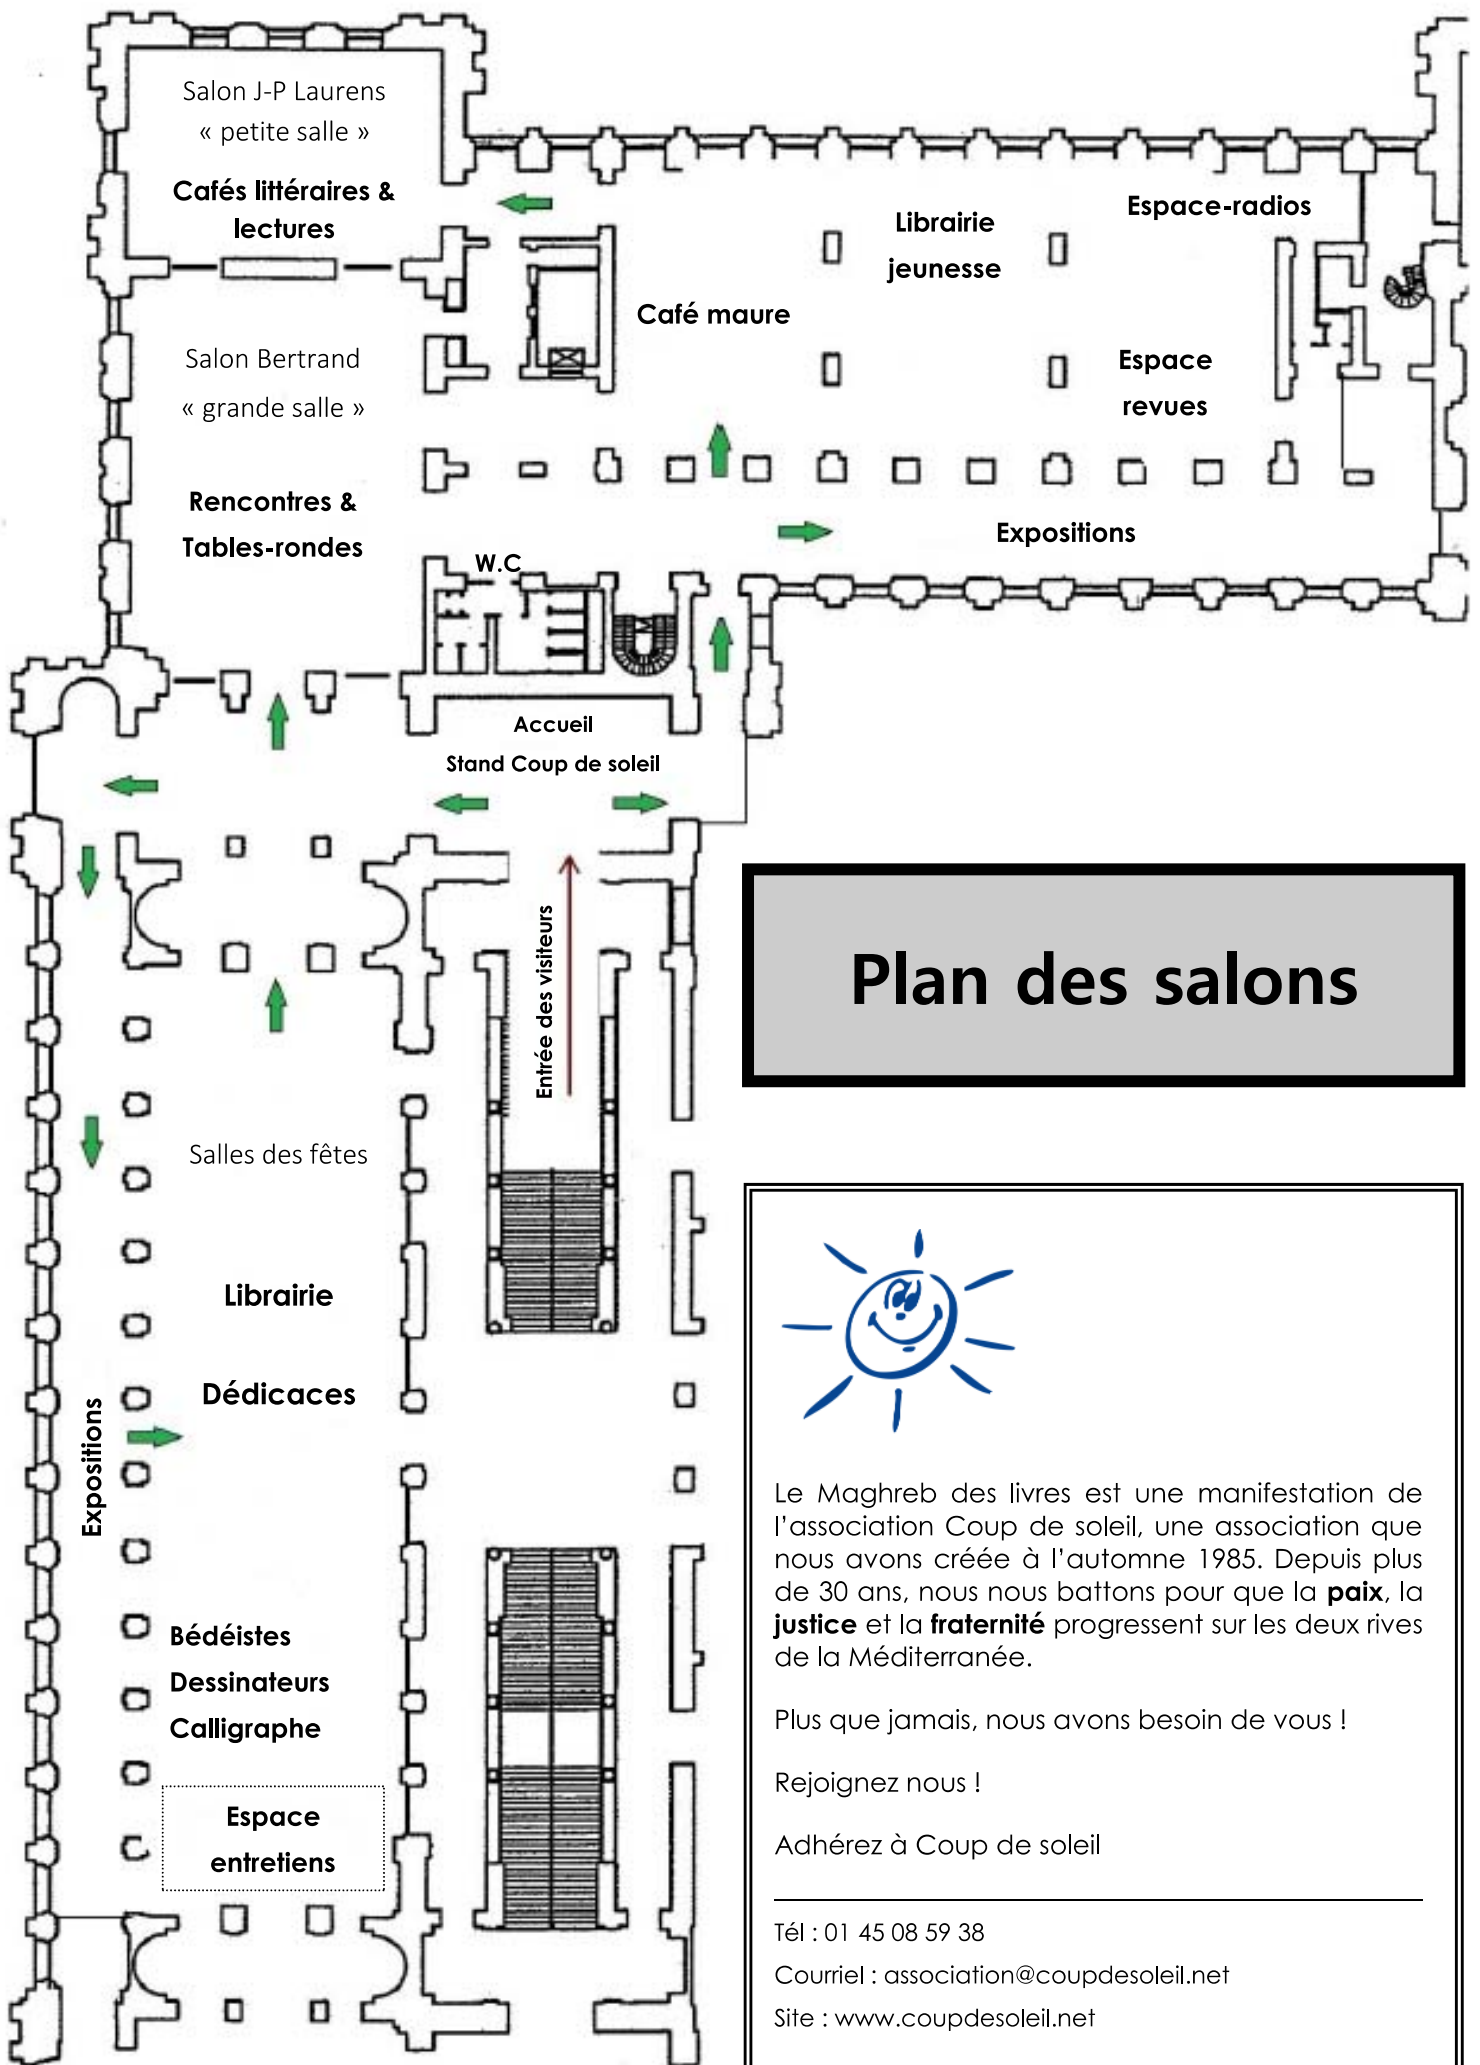 Salon J-P Laurens
« petite salle »
Cafés littéraires &
lectures
Librairie
jeunesse
Espace-radios
Café maure
Salon Bertrand
« grande salle »
Espace
revues
Rencontres &
Tables-rondes
Expositions
W.C
Accueil
Stand Coup de soleil
Entrée des visiteurs
Plan des salons
Salles des fêtes
Librairie
Dédicaces
Expositions
Bédéistes
Dessinateurs
Calligraphe
Espace
entretiens
Le Maghreb des livres est une manifestation de
l’association Coup de soleil, une association que
nous avons créée à l’automne 1985. Depuis plus
de 30 ans, nous nous battons pour que la paix, la
justice et la fraternité progressent sur les deux rives
de la Méditerranée.
Plus que jamais, nous avons besoin de vous !
Rejoignez nous !
Adhérez à Coup de soleil
Tél : 01 45 08 59 38
Courriel : association@coupdesoleil.net
Site : www.coupdesoleil.net